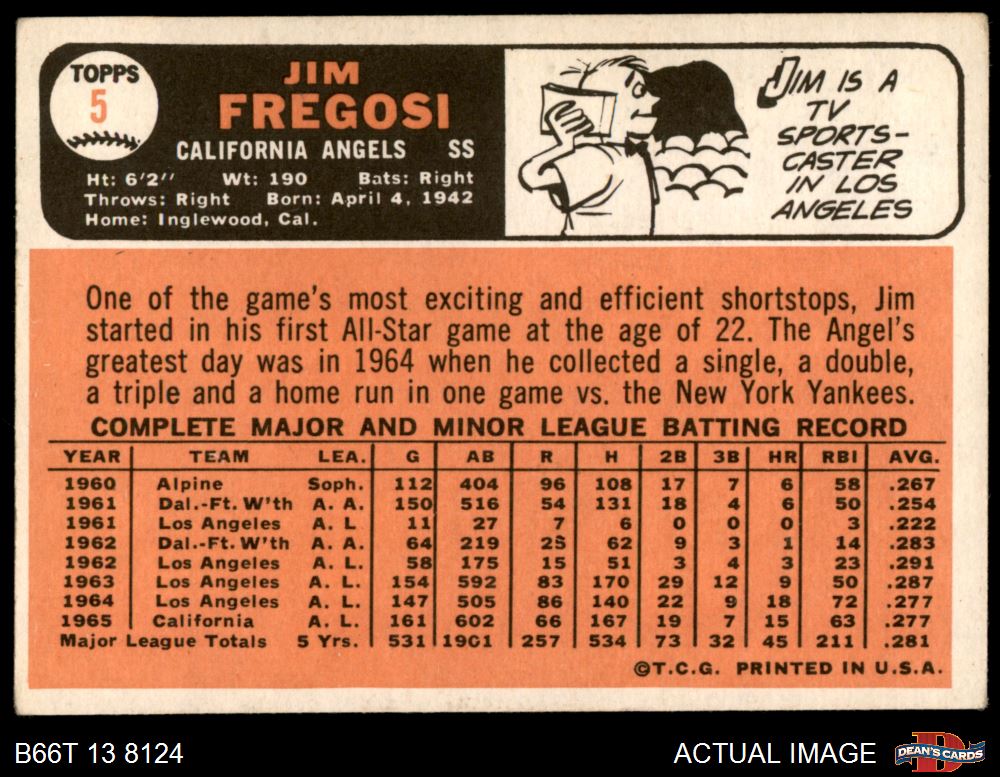 TOPPS
5
JIM
FREGOSI
CALIFORNIA ANGELS SS
Ht: 6'2" Wt: 190 Bats: Right
Throws: Right Born: April 4, 1942
Home: Inglewood, Cal.
JIM IS A
TV
SPORTS-
CASTER
IN LOS
ANGELES
One of the game's most exciting and efficient shortstops, Jim
started in his first All-Star game at the age of 22. The Angel's
greatest day was in 1964 when he collected a single, a double,
a triple and a home run in one game vs. the New York Yankees.
COMPLETE MAJOR AND MINOR LEAGUE BATTING RECORD
YEAR TEAM LEA. G AB R H 2B 3B HR RBI AVG.
1960 Alpine Soph. 112 404 96 108 17 7 6 58 .267
1961 Dal.-Ft. W'th A. A. 150 516 54 131 18 4 6 50 .254
1961 Los Angeles A. L 11 27 7 6 0 0 0 3 .222
1962 Dal.-Ft. W'th A. A. 64 219 25 62 9 3 1 14 .283
1962 Los Angeles A. L. 58 175 15 51 3 4 3 23 .291
1963 Los Angeles A. L. 154 592 83 170 29 12 9 50 .287
1964 Los Angeles A. L. 147 505 86 140 22 9 18 72 .277
1965 California A. L. 161 602 66 167 19 7 15 63 .277
Major League Totals 5 Yrs. 531 1901 257 534 73 32 45 211 .281
©T.C.G. PRINTED IN U.S.A.
B66T 13 8124 ACTUAL IMAGE DEAN'S CARDS